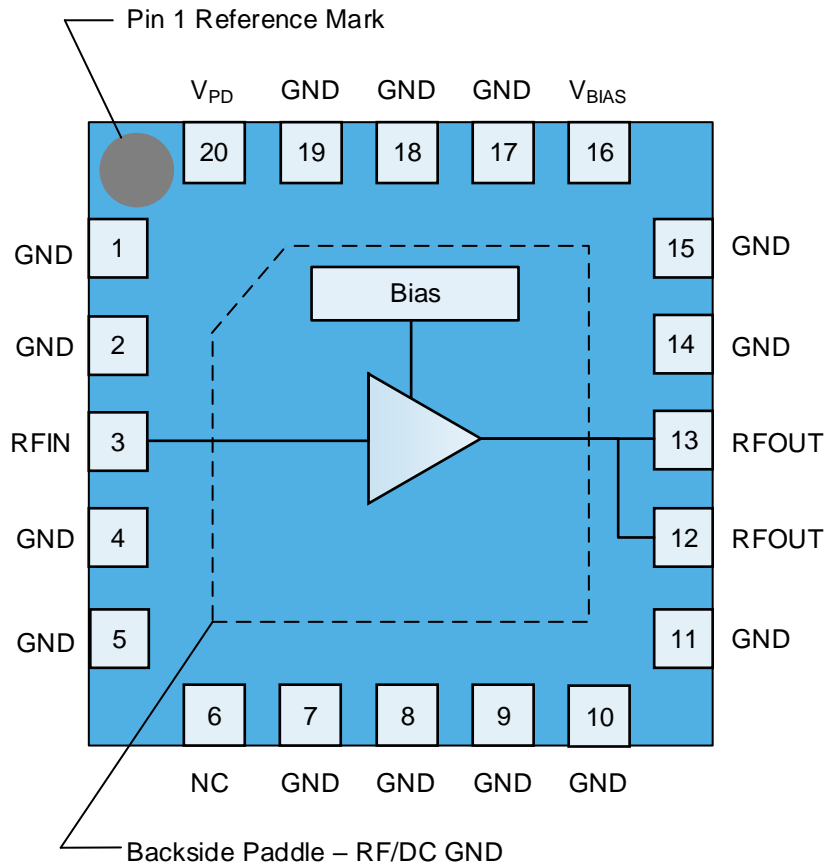 Pin 1 Reference Mark
V_PD GND GND GND V_BIAS
20 19 18 17 16
GND 1 15 GND
Bias
GND 2 14 GND
RFIN 3 13 RFOUT
GND 4 12 RFOUT
GND 5 11 GND
6 7 8 9 10
NC GND GND GND GND
Backside Paddle – RF/DC GND